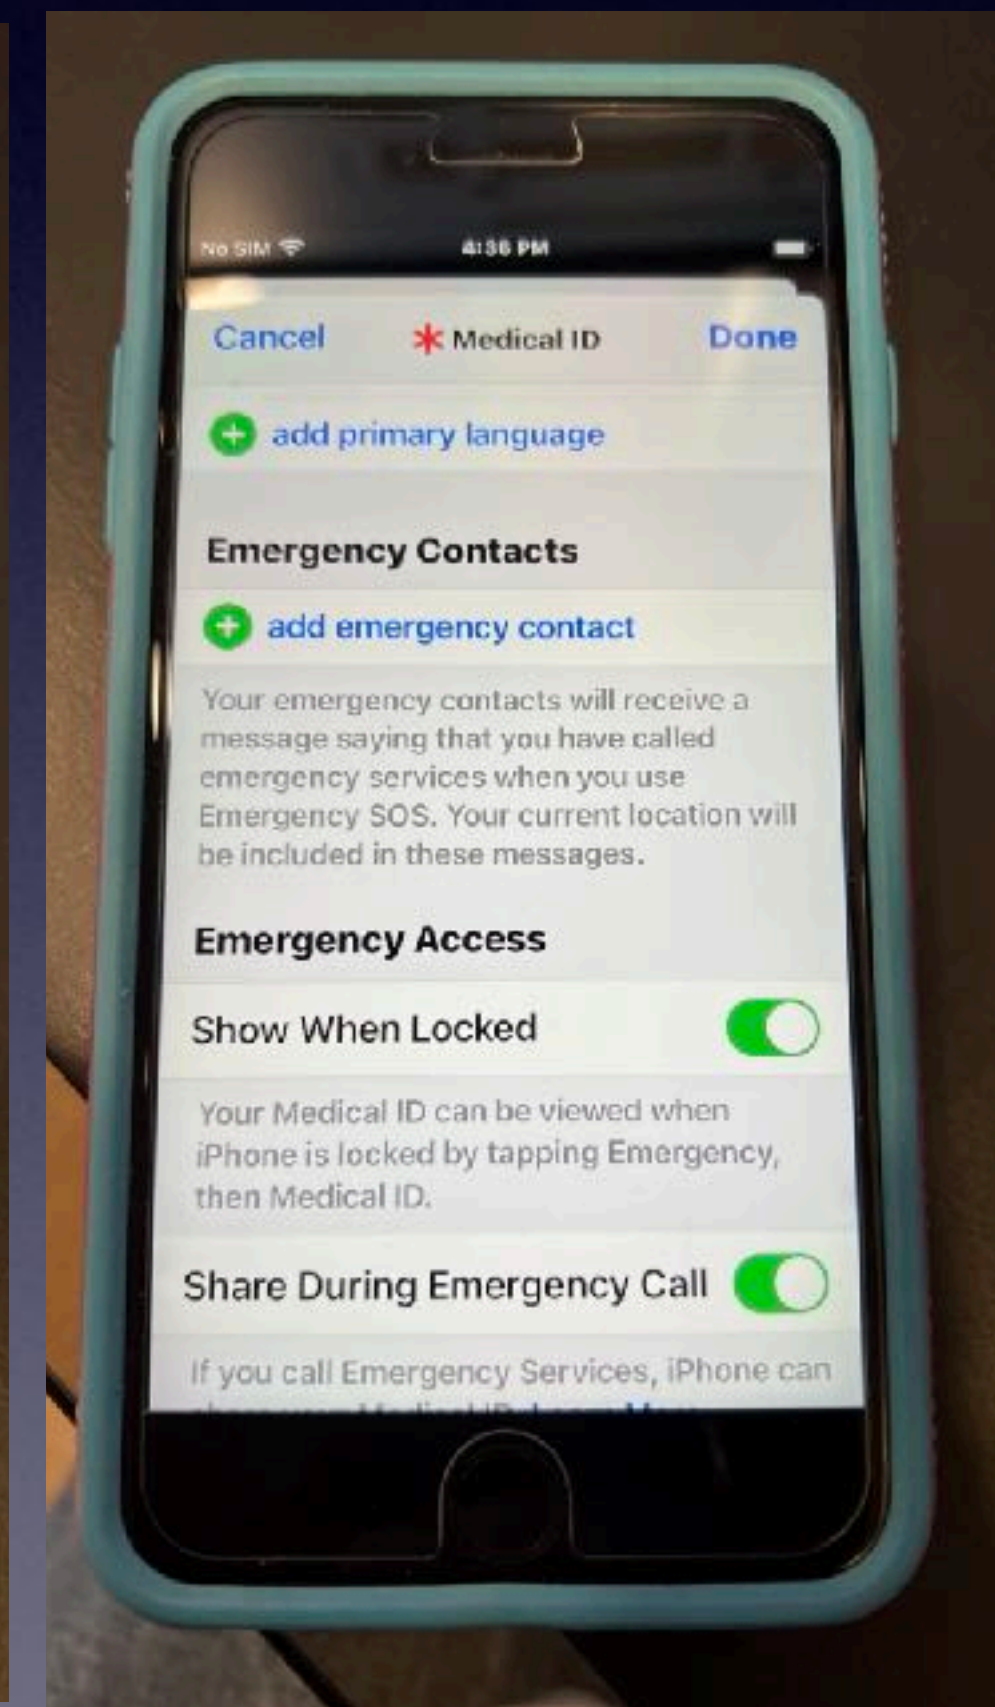 No SIM
4:36 PM
Cancel
Medical ID
Done
add primary language
Emergency Contacts
add emergency contact
Your emergency contacts will receive a
message saying that you have called
emergency services when you use
Emergency SOS. Your current location will
be included in these messages.
Emergency Access
Show When Locked
Your Medical ID can be viewed when
iPhone is locked by tapping Emergency,
then Medical ID.
Share During Emergency Call
If you call Emergency Services, iPhone can